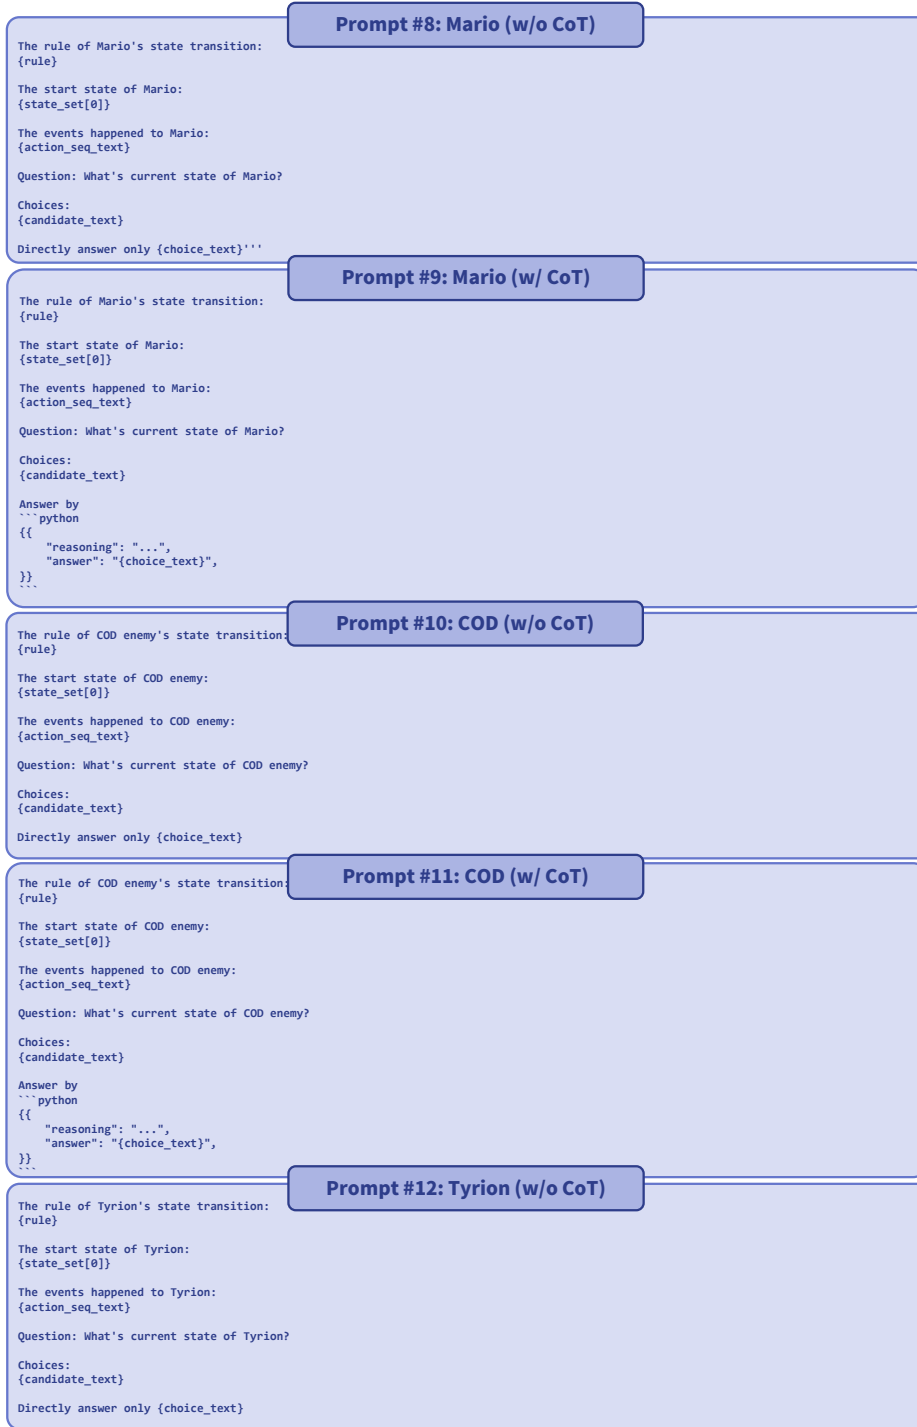 Prompt #8: Mario (w/o CoT)
The rule of Mario's state transition:
{rule}
The start state of Mario:
{state_set[0]}
The events happened to Mario:
{action_seq_text}
Question: What's current state of Mario?
Choices:
{candidate_text}
Directly answer only {choice_text}'''
Prompt #9: Mario (w/ CoT)
The rule of Mario's state transition:
{rule}
The start state of Mario:
{state_set[0]}
The events happened to Mario:
{action_seq_text}
Question: What's current state of Mario?
Choices:
{candidate_text}
Answer by
```python
{{
    "reasoning": "...",
    "answer": "{choice_text}",
}}
```
Prompt #10: COD (w/o CoT)
The rule of COD enemy's state transition:
{rule}
The start state of COD enemy:
{state_set[0]}
The events happened to COD enemy:
{action_seq_text}
Question: What's current state of COD enemy?
Choices:
{candidate_text}
Directly answer only {choice_text}
Prompt #11: COD (w/ CoT)
The rule of COD enemy's state transition:
{rule}
The start state of COD enemy:
{state_set[0]}
The events happened to COD enemy:
{action_seq_text}
Question: What's current state of COD enemy?
Choices:
{candidate_text}
Answer by
```python
{{
    "reasoning": "...",
    "answer": "{choice_text}",
}}
```
Prompt #12: Tyrion (w/o CoT)
The rule of Tyrion's state transition:
{rule}
The start state of Tyrion:
{state_set[0]}
The events happened to Tyrion:
{action_seq_text}
Question: What's current state of Tyrion?
Choices:
{candidate_text}
Directly answer only {choice_text}